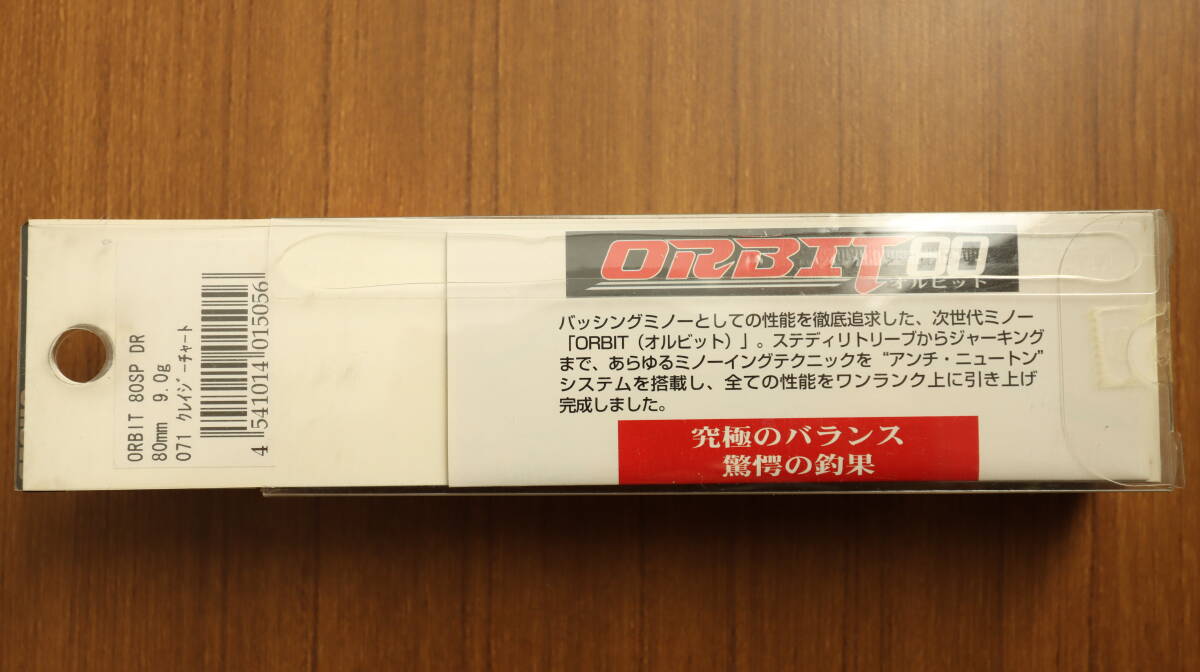 ORBIT 80SP DR
80mm 9.0g
071 クレイジーチャート
4 541014 015056
ORBIT 80
オルビット
バッシングミノーとしての性能を徹底追求した、次世代ミノー
「ORBIT（オルビット）」。ステディリトリーブからジャーキング
まで、あらゆるミノーイングテクニックを “アンチ・ニュートン”
システムを搭載し、全ての性能をワンランク上に引き上げ
完成しました。
究極のバランス
驚愕の釣果